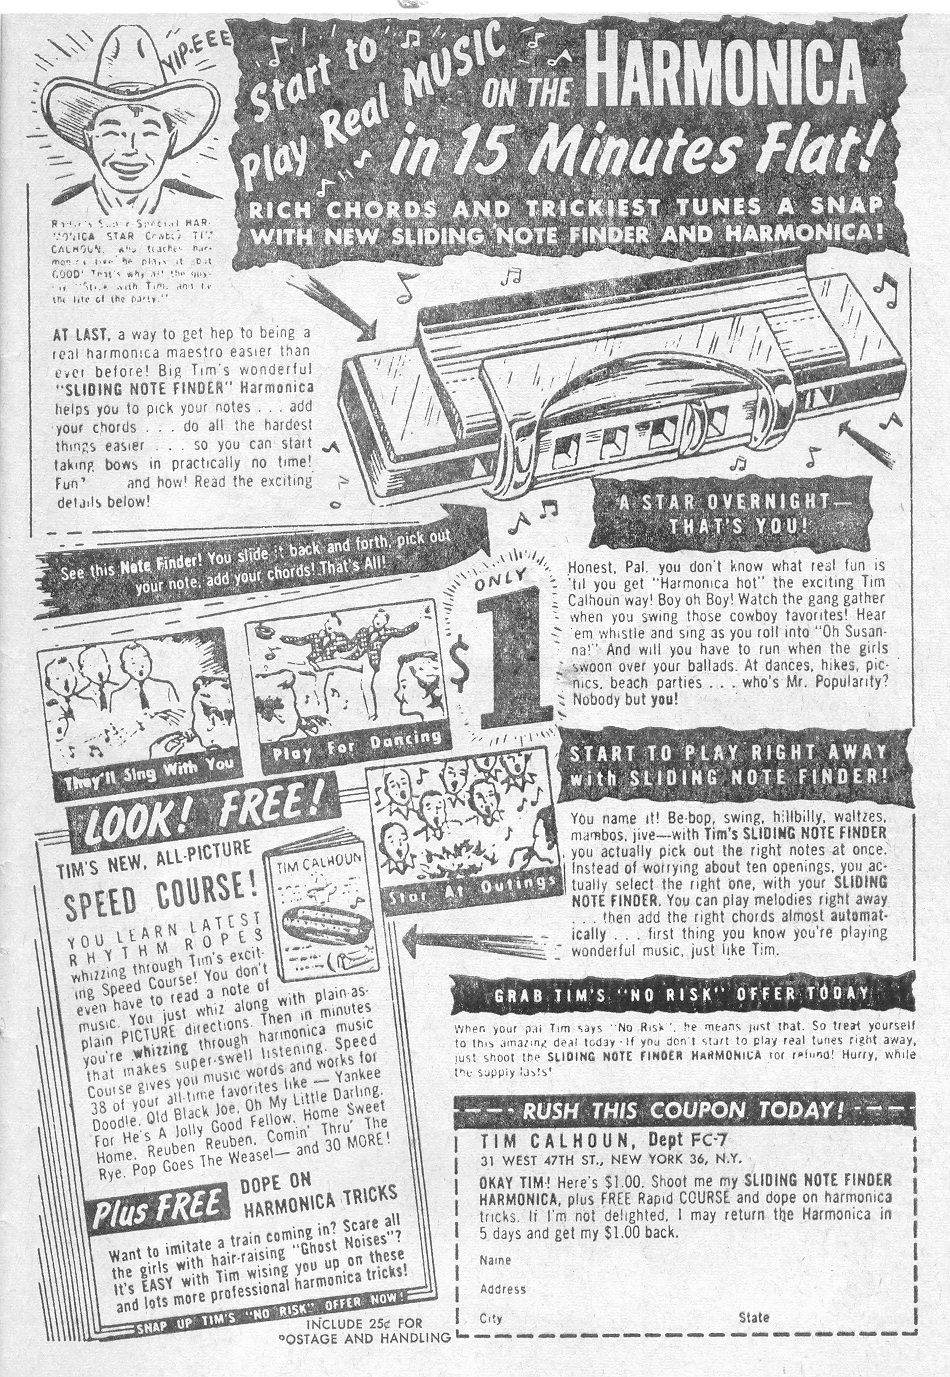 YIP-EEE
Start to
Play Real MUSIC
ON THE HARMONICA
in 15 Minutes Flat!
RICH CHORDS AND TRICKIEST TUNES A SNAP
WITH NEW SLIDING NOTE FINDER AND HARMONICA!
Super Special HAR-
MONICA STAR TIM
CALHOUN, who teaches har-
monica like he plays it but
GOOD! That's why all the guys
"Stick with Tim, and be
the life of the party."
AT LAST, a way to get hep to being a
real harmonica maestro easier than
ever before! Big Tim's wonderful
"SLIDING NOTE FINDER" Harmonica
helps you to pick your notes . . . add
your chords . . . do all the hardest
things easier . . . so you can start
taking bows in practically no time!
Fun? and how! Read the exciting
details below!
See this Note Finder! You slide it back and forth, pick out
your note, add your chords! That's All!
A STAR OVERNIGHT—
THAT'S YOU!
Honest, Pal, you don't know what real fun is
'til you get "Harmonica hot" the exciting Tim
Calhoun way! Boy oh Boy! Watch the gang gather
when you swing those cowboy favorites! Hear
'em whistle and sing as you roll into "Oh Susan-
na!" And will you have to run when the girls
swoon over your ballads. At dances, hikes, pic-
nics, beach parties . . . who's Mr. Popularity?
Nobody but you!
ONLY
$1
They'll Sing With You
Play For Dancing
Star At Outings
START TO PLAY RIGHT AWAY
with SLIDING NOTE FINDER!
You name it! Be-bop, swing, hillbilly, waltzes,
mambos, jive—with Tim's SLIDING NOTE FINDER
you actually pick out the right notes at once.
Instead of worrying about ten openings, you ac-
tually select the right one, with your SLIDING
NOTE FINDER. You can play melodies right away
. . . then add the right chords almost automat-
ically . . . first thing you know you're playing
wonderful music, just like Tim.
LOOK! FREE!
TIM'S NEW, ALL-PICTURE
SPEED COURSE!
TIM CALHOUN
YOU LEARN LATEST
RHYTHM ROPES
whizzing through Tim's excit-
ing Speed Course! You don't
even have to read a note of
music. You just whiz along with plain-as-
plain PICTURE directions. Then in minutes
you're whizzing through harmonica music
that makes super-swell listening. Speed
Course gives you music words and works for
38 of your all-time favorites like — Yankee
Doodle, Old Black Joe, Oh My Little Darling,
For He's A Jolly Good Fellow, Home Sweet
Home, Reuben Reuben, Comin' Thru' The
Rye, Pop Goes The Weasel— and 30 MORE!
Plus FREE DOPE ON
HARMONICA TRICKS
Want to imitate a train coming in? Scare all
the girls with hair-raising "Ghost Noises"?
It's EASY with Tim wising you up on these
and lots more professional harmonica tricks!
SNAP UP TIM'S "NO RISK" OFFER NOW!
INCLUDE 25¢ FOR
POSTAGE AND HANDLING
GRAB TIM'S "NO RISK" OFFER TODAY
When your pal Tim says "No Risk", he means just that. So treat yourself
to this amazing deal today - If you don't start to play real tunes right away,
just shoot the SLIDING NOTE FINDER HARMONICA for refund! Hurry, while
the supply lasts!
RUSH THIS COUPON TODAY!
TIM CALHOUN, Dept FC-7
31 WEST 47TH ST., NEW YORK 36, N.Y.
OKAY TIM! Here's $1.00. Shoot me my SLIDING NOTE FINDER
HARMONICA, plus FREE Rapid COURSE and dope on harmonica
tricks. If I'm not delighted, I may return the Harmonica in
5 days and get my $1.00 back.
Name
Address
City State